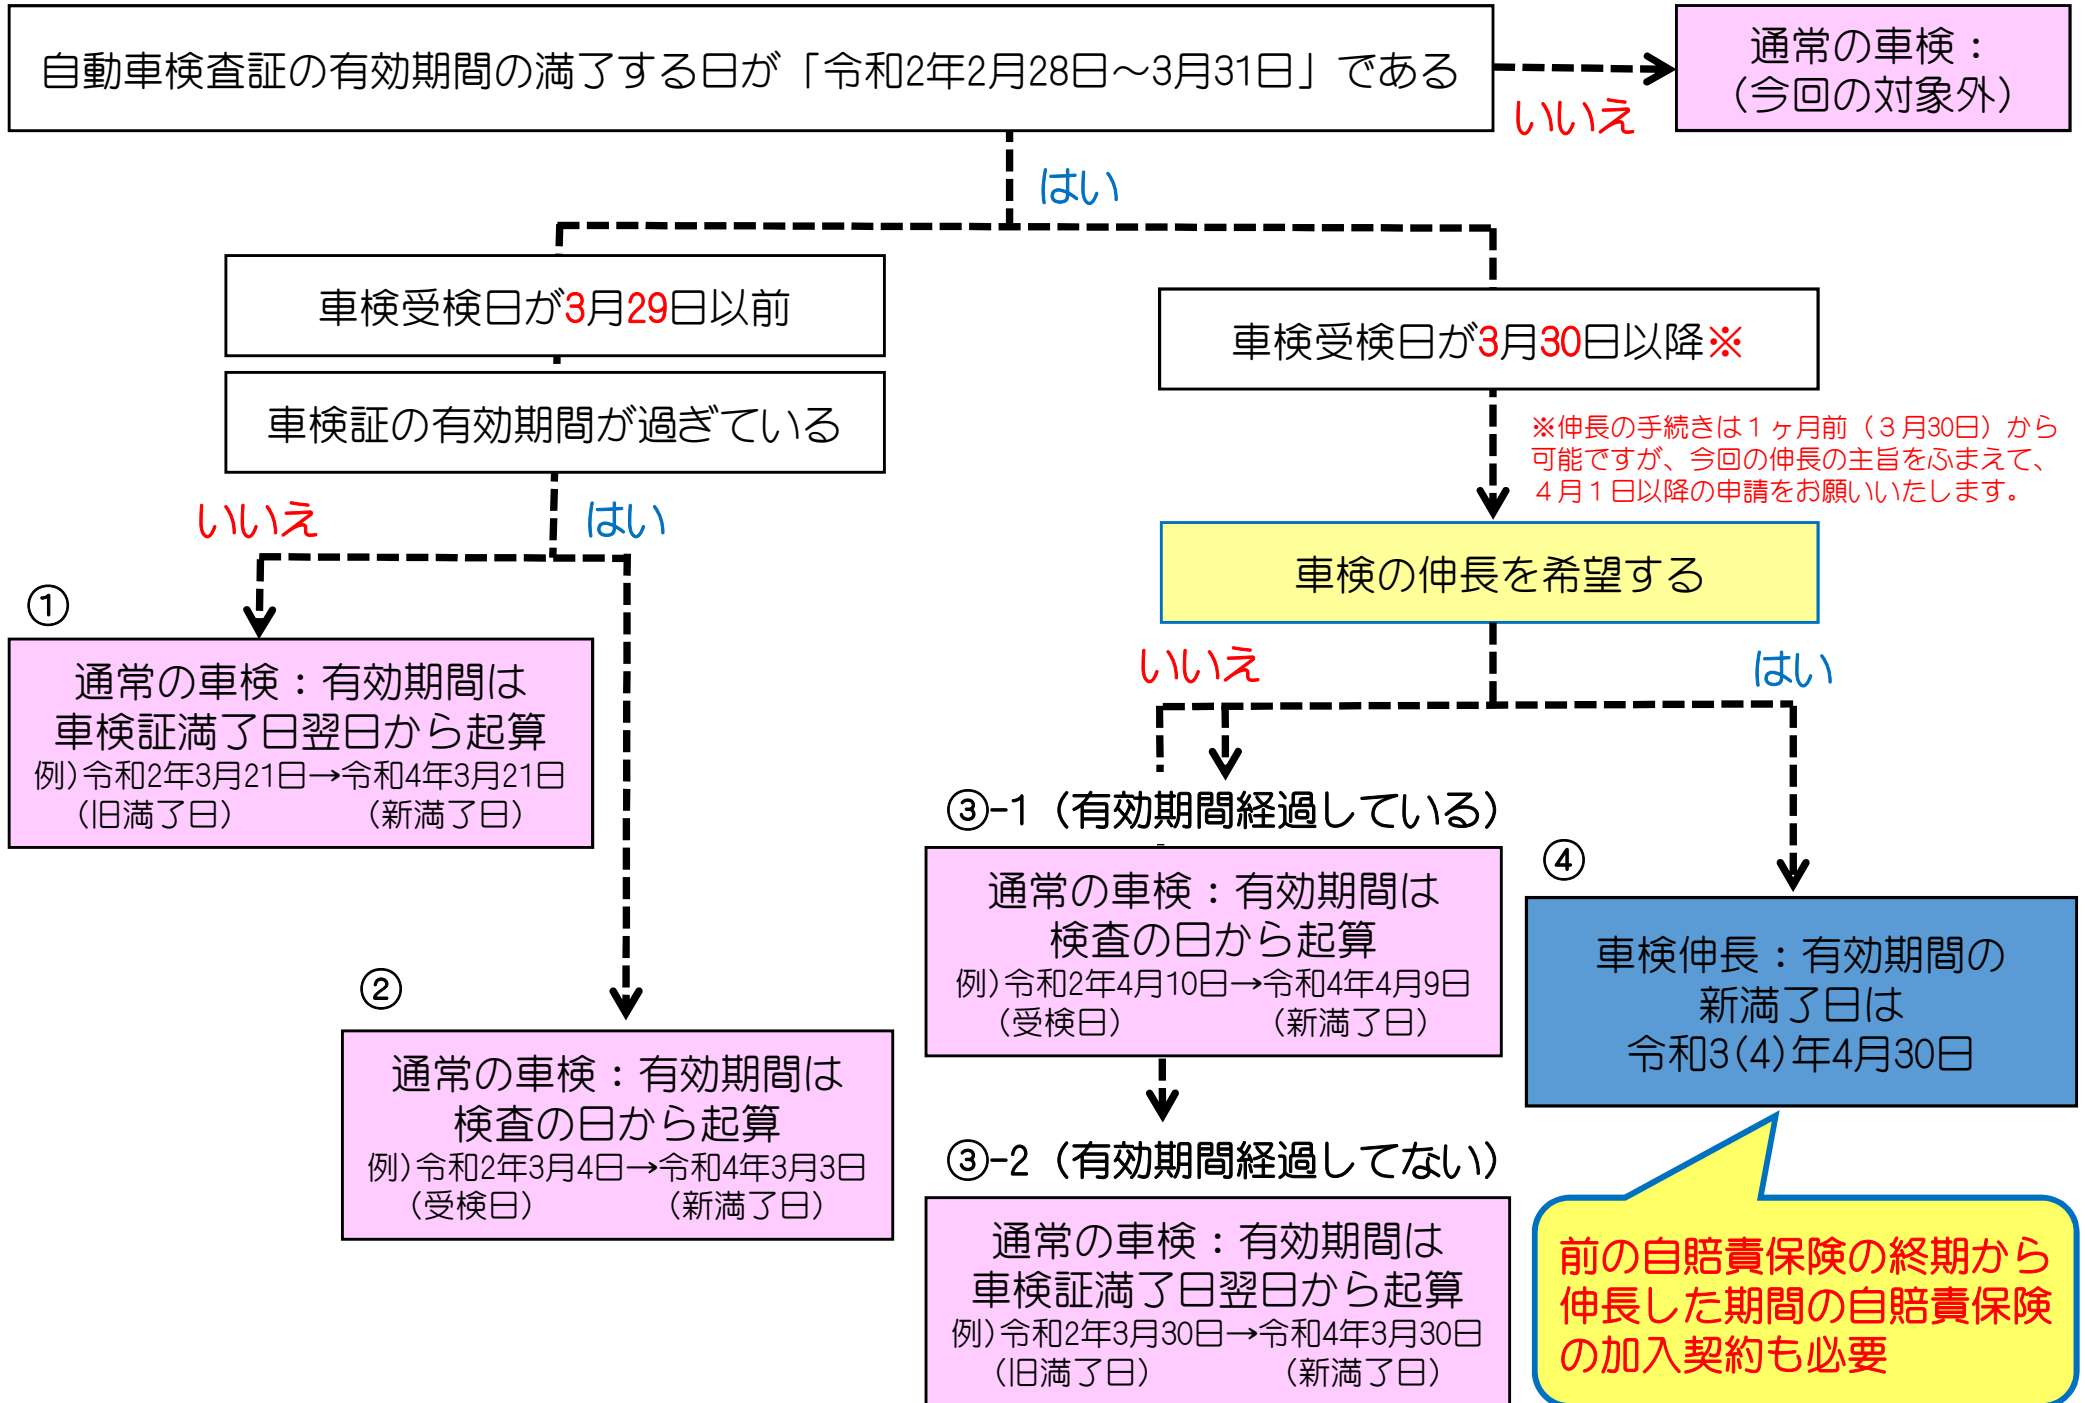 自動車検査証の有効期間の満了する日が「令和2年2月28日～3月31日」である
通常の車検：
（今回の対象外）
いいえ
はい
車検受検日が3月29日以前
車検受検日が3月30日以降※
車検証の有効期間が過ぎている
※伸長の手続きは１ヶ月前（３月30日）から
可能ですが、今回の伸長の主旨をふまえて、
４月１日以降の申請をお願いいたします。
いいえ
はい
車検の伸長を希望する
①
通常の車検：有効期間は
車検証満了日翌日から起算
例)令和2年3月21日→令和4年3月21日
（旧満了日）　（新満了日）
いいえ
はい
②
通常の車検：有効期間は
検査の日から起算
例)令和2年3月4日→令和4年3月3日
（受検日）　（新満了日）
③-1（有効期間経過している）
通常の車検：有効期間は
検査の日から起算
例)令和2年4月10日→令和4年4月9日
（受検日）　（新満了日）
③-2（有効期間経過してない）
通常の車検：有効期間は
車検証満了日翌日から起算
例)令和2年3月30日→令和4年3月30日
（旧満了日）　（新満了日）
④
車検伸長：有効期間の
新満了日は
令和3(4)年4月30日
前の自賠責保険の終期から
伸長した期間の自賠責保険
の加入契約も必要